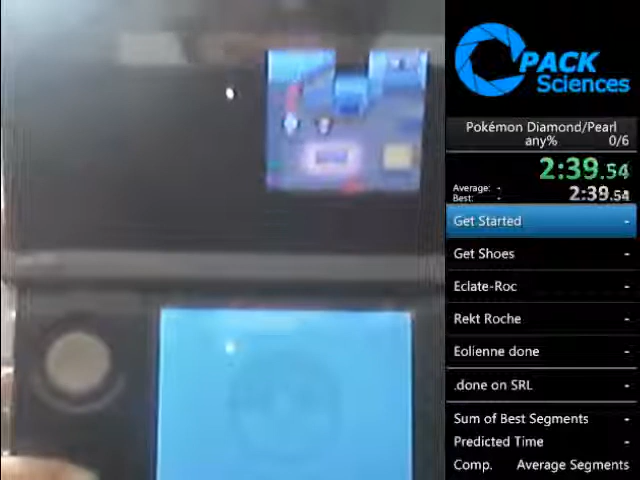 PACK
Sciences
Pokémon Diamond/Pearl
any% 0/6
2:39.54
Average: - 2:39.54
Best: -
Get Started -
Get Shoes -
Eclate-Roc -
Rekt Roche -
Eolienne done -
.done on SRL -
Sum of Best Segments -
Predicted Time -
Comp. Average Segments